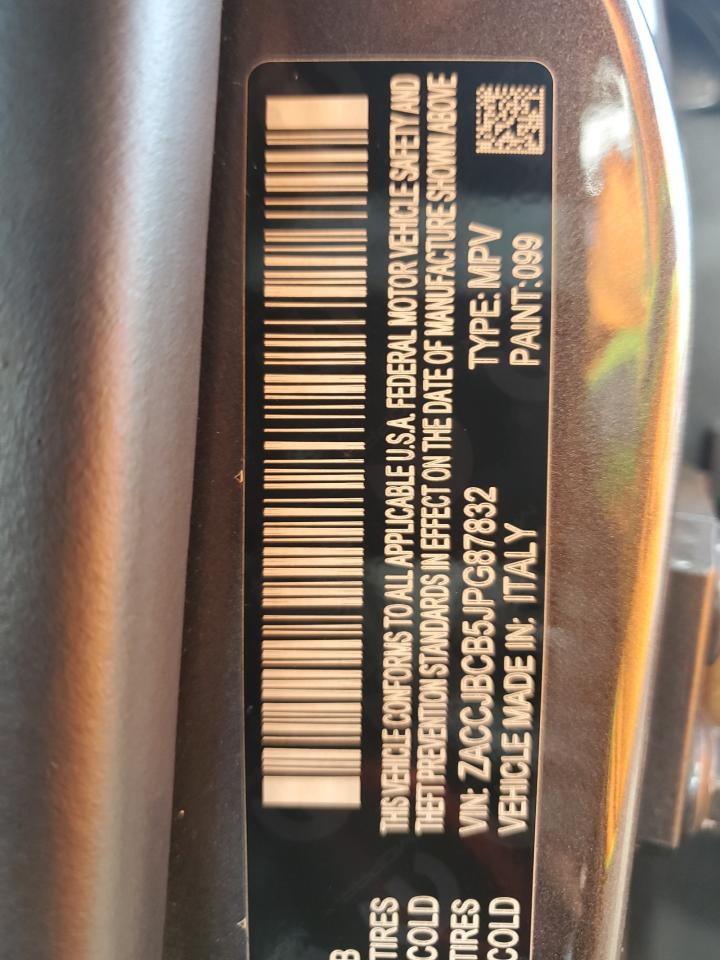 THIS VEHICLE CONFORMS TO ALL APPLICABLE U.S.A. FEDERAL MOTOR VEHICLE SAFETY AND
THEFT PREVENTION STANDARDS IN EFFECT ON THE DATE OF MANUFACTURE SHOWN ABOVE
VIN: ZACCJBCB5JPG87832 TYPE: MPV
VEHICLE MADE IN: ITALY PAINT: 099
B
TIRES
COLD
TIRES
COLD